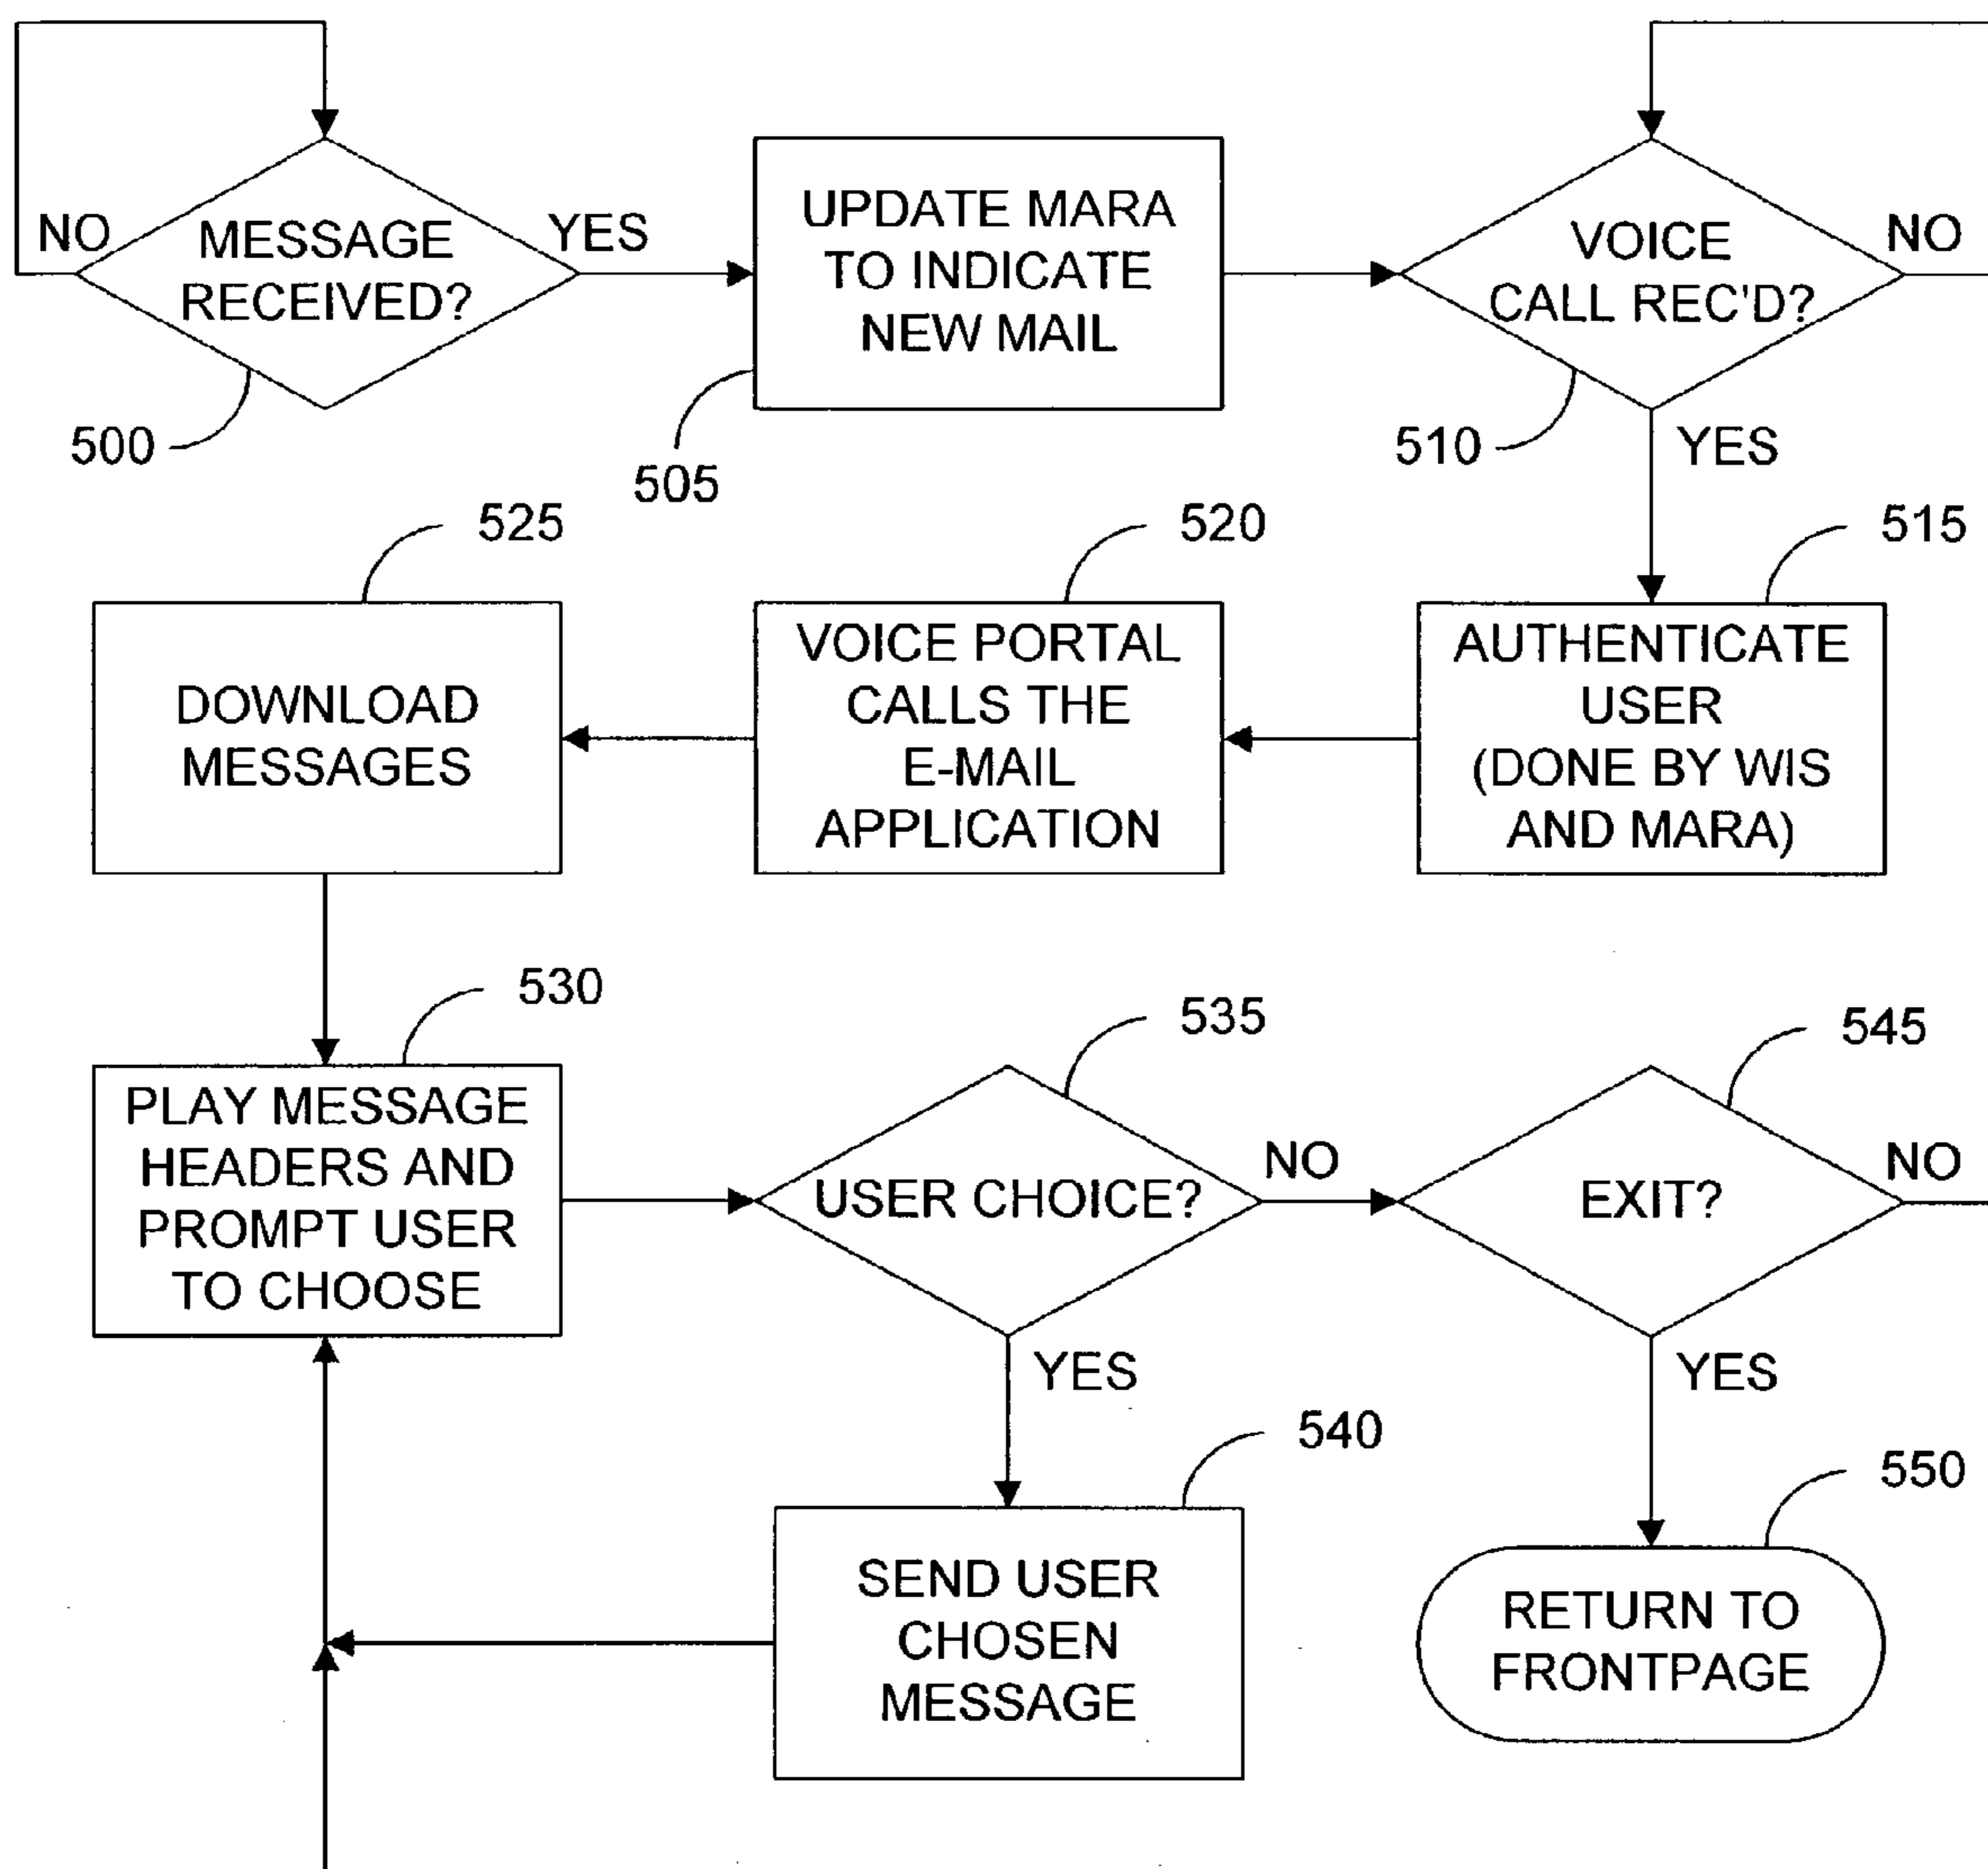 NO
MESSAGE
RECEIVED?
YES
500
UPDATE MARA
TO INDICATE
NEW MAIL
505
VOICE
CALL REC'D?
NO
510
YES
515
AUTHENTICATE
USER
(DONE BY WIS
AND MARA)
520
VOICE PORTAL
CALLS THE
E-MAIL
APPLICATION
525
DOWNLOAD
MESSAGES
530
PLAY MESSAGE
HEADERS AND
PROMPT USER
TO CHOOSE
535
USER CHOICE?
NO
YES
545
EXIT?
NO
YES
540
SEND USER
CHOSEN
MESSAGE
550
RETURN TO
FRONTPAGE